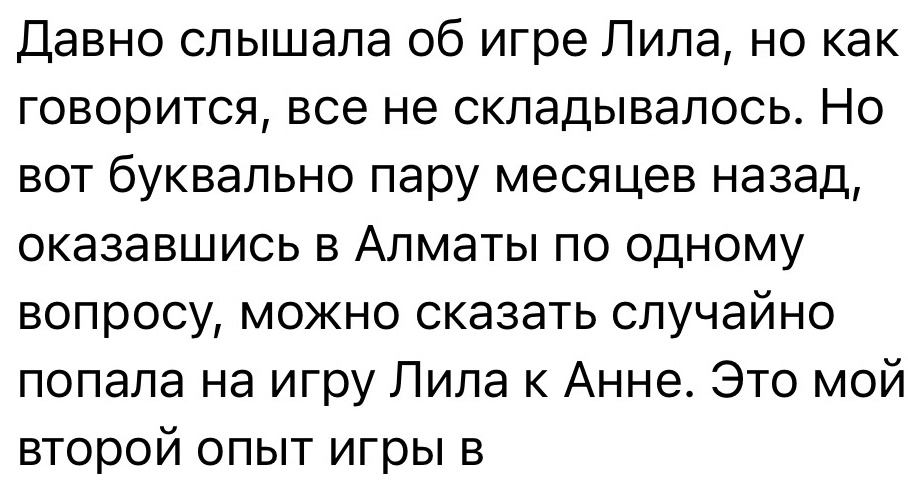 Давно слышала об игре Лила, но как
говорится, все не складывалось. Но
вот буквально пару месяцев назад,
оказавшись в Алматы по одному
вопросу, можно сказать случайно
попала на игру Лила к Анне. Это мой
второй опыт игры в